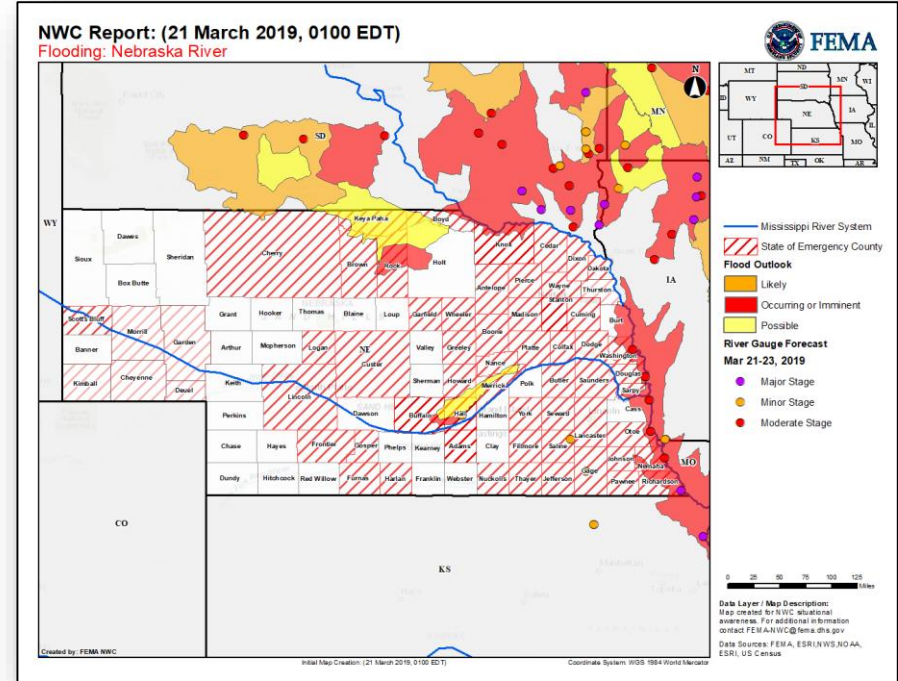 NWC Report: (21 March 2019, 0100 EDT)
Flooding: Nebraska River
FEMA
MT
ND
MN
WI
ID
SD
WY
IA
NE
IL
UT
CO
KS
MO
AZ
NM
TX
OK
AR
N
SD
MN
WY
Keya Paha
Boyd
Dawes
Sioux
Sheridan
Cherry
Brown
Rock
Holt
Knox
Cedar
Dixon
Dakota
Box Butte
Antelope
Pierce
Wayne
Thurston
IA
Stanton
Scotts Bluff
Morrill
Garden
Grant
Hooker
Thomas
Blaine
Loup
Garfield
Wheeler
Madison
Cuming
Burt
Boone
Banner
Arthur
Mcpherson
Logan
NE
Custer
Valley
Greeley
Platte
Colfax
Dodge
Washington
Nance
Kimball
Cheyenne
Deuel
Keith
Lincoln
Sherman
Howard
Merrick
Polk
Butler
Saunders
Douglas
Sarpy
Perkins
Dawson
Buffalo
Hall
Hamilton
York
Seward
Lancaster
Cass
Otoe
Chase
Hayes
Frontier
Gosper
Phelps
Kearney
Adams
Clay
Fillmore
Saline
Johnson
Nemaha
MO
Dundy
Hitchcock
Red Willow
Furnas
Harlan
Franklin
Webster
Nuckolls
Thayer
Jefferson
Gage
Pawnee
Richardson
CO
KS
Mississippi River System
State of Emergency County
Flood Outlook
Likely
Occurring or Imminent
Possible
River Gauge Forecast
Mar 21-23, 2019
Major Stage
Minor Stage
Moderate Stage
0 25 50 75 100 125
Miles
Data Layer / Map Description:
Map created for NWC situational
awareness. For additional information
contact FEMA-NWC@fema.dhs.gov
Data Sources: FEMA, ESRI,NWS,NOAA,
ESRI, US Census
Created by: FEMA NWC
Initial Map Creation: (21 March 2019, 0100 EDT)
Coordinate System: WGS 1984 World Mercator